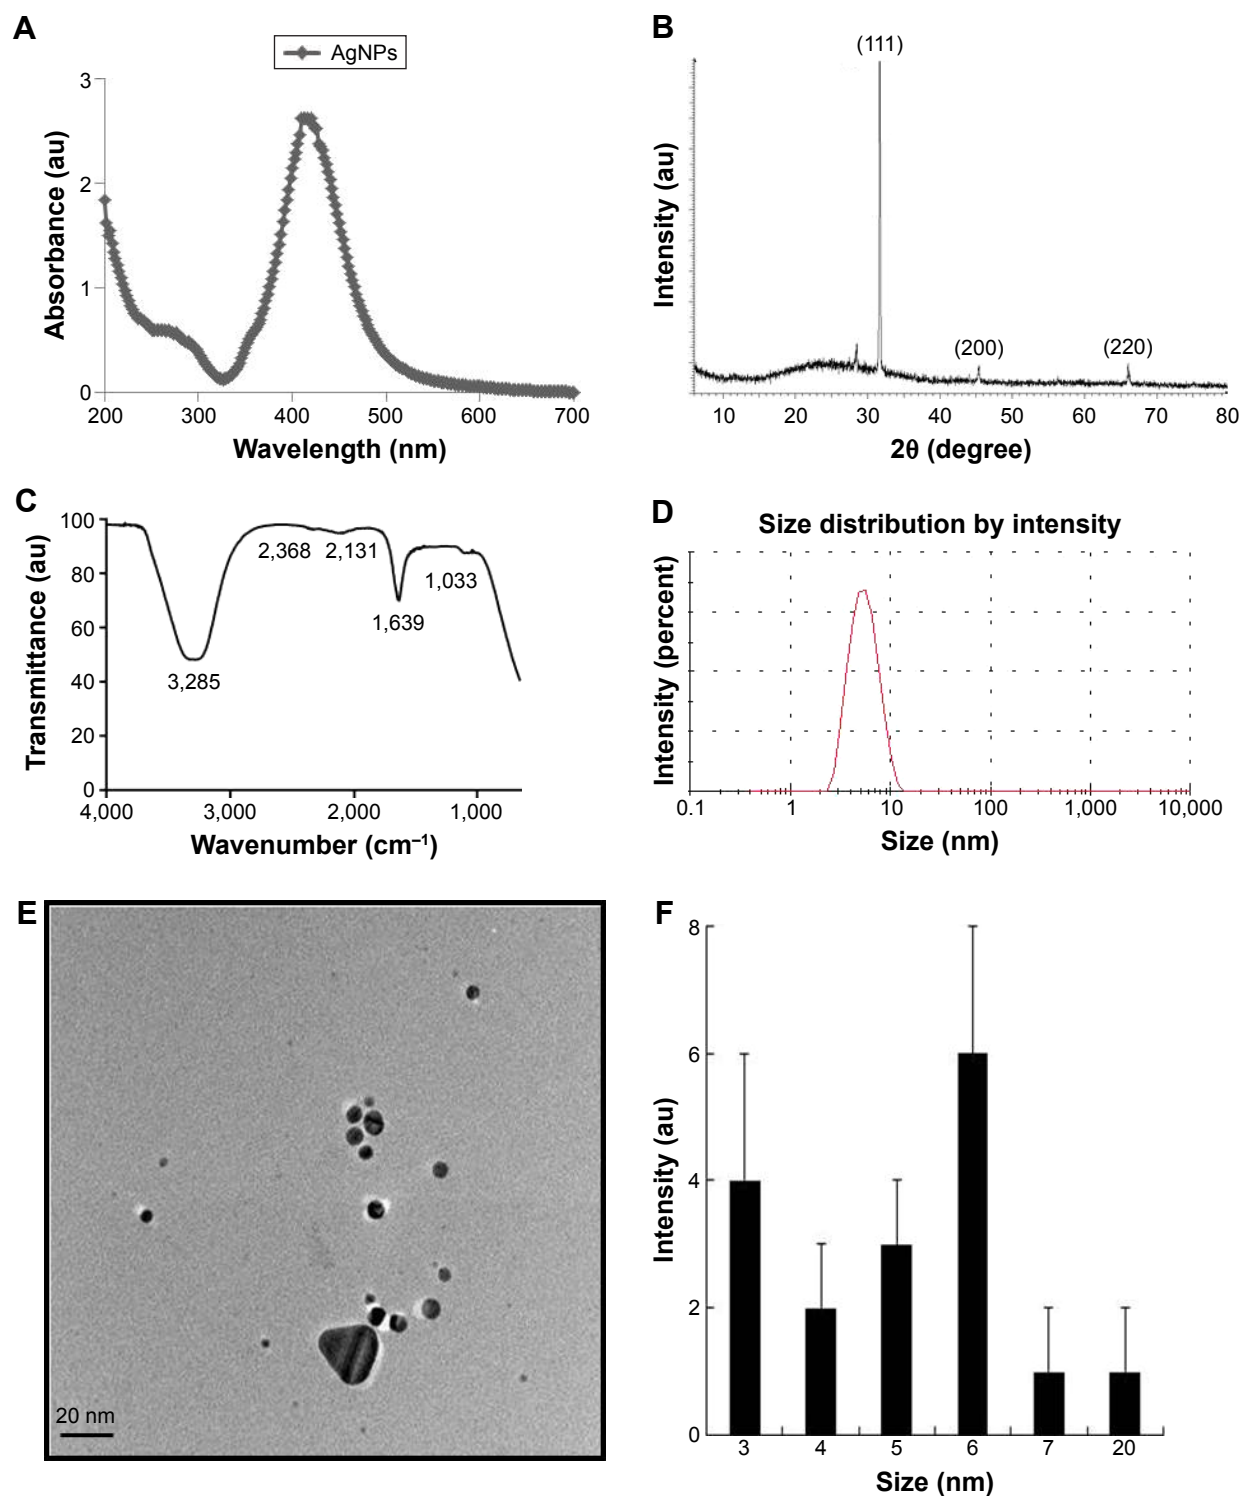 A
AgNPs
3
2
1
0
Absorbance (au)
200 300 400 500 600 700
Wavelength (nm)
B
(111)
(200)
(220)
Intensity (au)
10 20 30 40 50 60 70 80
2θ (degree)
C
100
80
60
40
20
0
Transmittance (au)
2,368 2,131
1,033
1,639
3,285
4,000 3,000 2,000 1,000
Wavenumber (cm⁻¹)
D
Size distribution by intensity
Intensity (percent)
0.1 1 10 100 1,000 10,000
Size (nm)
E
20 nm
F
8
6
4
2
0
Intensity (au)
3 4 5 6 7 20
Size (nm)